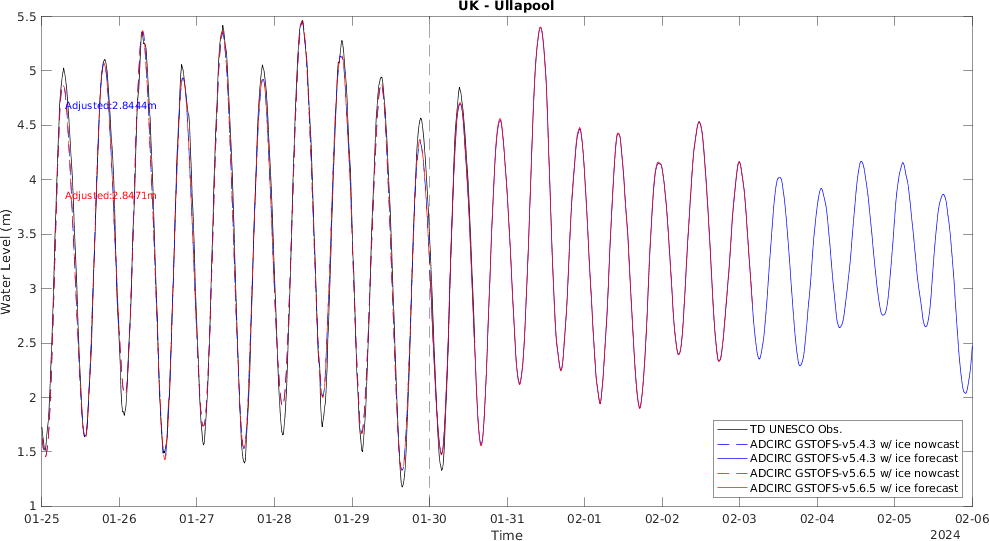 UK - Ullapool
5.5
5
4.5
4
3.5
3
2.5
2
1.5
1
Water Level (m)
Adjusted:2.8444m
Adjusted:2.8471m
TD UNESCO Obs.
ADCIRC GSTOFS-v5.4.3 w/ ice nowcast
ADCIRC GSTOFS-v5.4.3 w/ ice forecast
ADCIRC GSTOFS-v5.6.5 w/ ice nowcast
ADCIRC GSTOFS-v5.6.5 w/ ice forecast
01-25 01-26 01-27 01-28 01-29 01-30 01-31 02-01 02-02 02-03 02-04 02-05 02-06
Time
2024